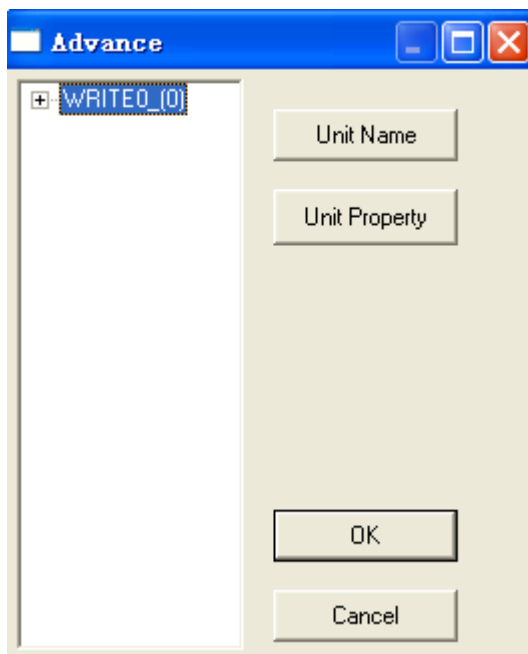 Advance
WRITE0_(0)
Unit Name
Unit Property
OK
Cancel